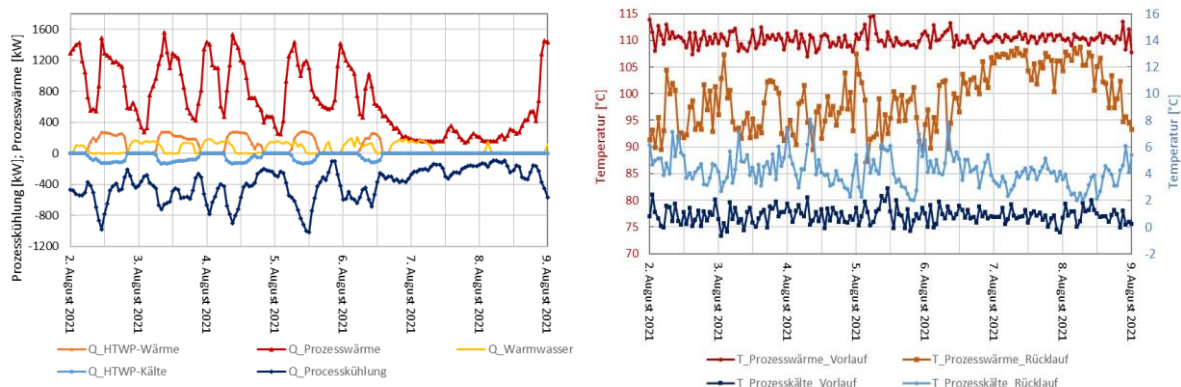 Prozesskühlung [kW]; Prozesswärme [kW]
1600
1200
800
400
0
-400
-800
-1200
2. August 2021
3. August 2021
4. August 2021
5. August 2021
6. August 2021
7. August 2021
8. August 2021
9. August 2021
Q_HTWP-Wärme
Q_Prozesswärme
Q_Warmwasser
Q_HTWP-Kälte
Q_Processkühlung
Temperatur [°C]
115
110
105
100
95
90
85
80
75
70
Temperatur [°C]
16
14
12
10
8
6
4
2
0
-2
2. August 2021
3. August 2021
4. August 2021
5. August 2021
6. August 2021
7. August 2021
8. August 2021
9. August 2021
T_Prozesswärme_Vorlauf
T_Prozesswärme_Rücklauf
T_Prozesskälte_Vorlauf
T_Prozesskälte_Rücklauf